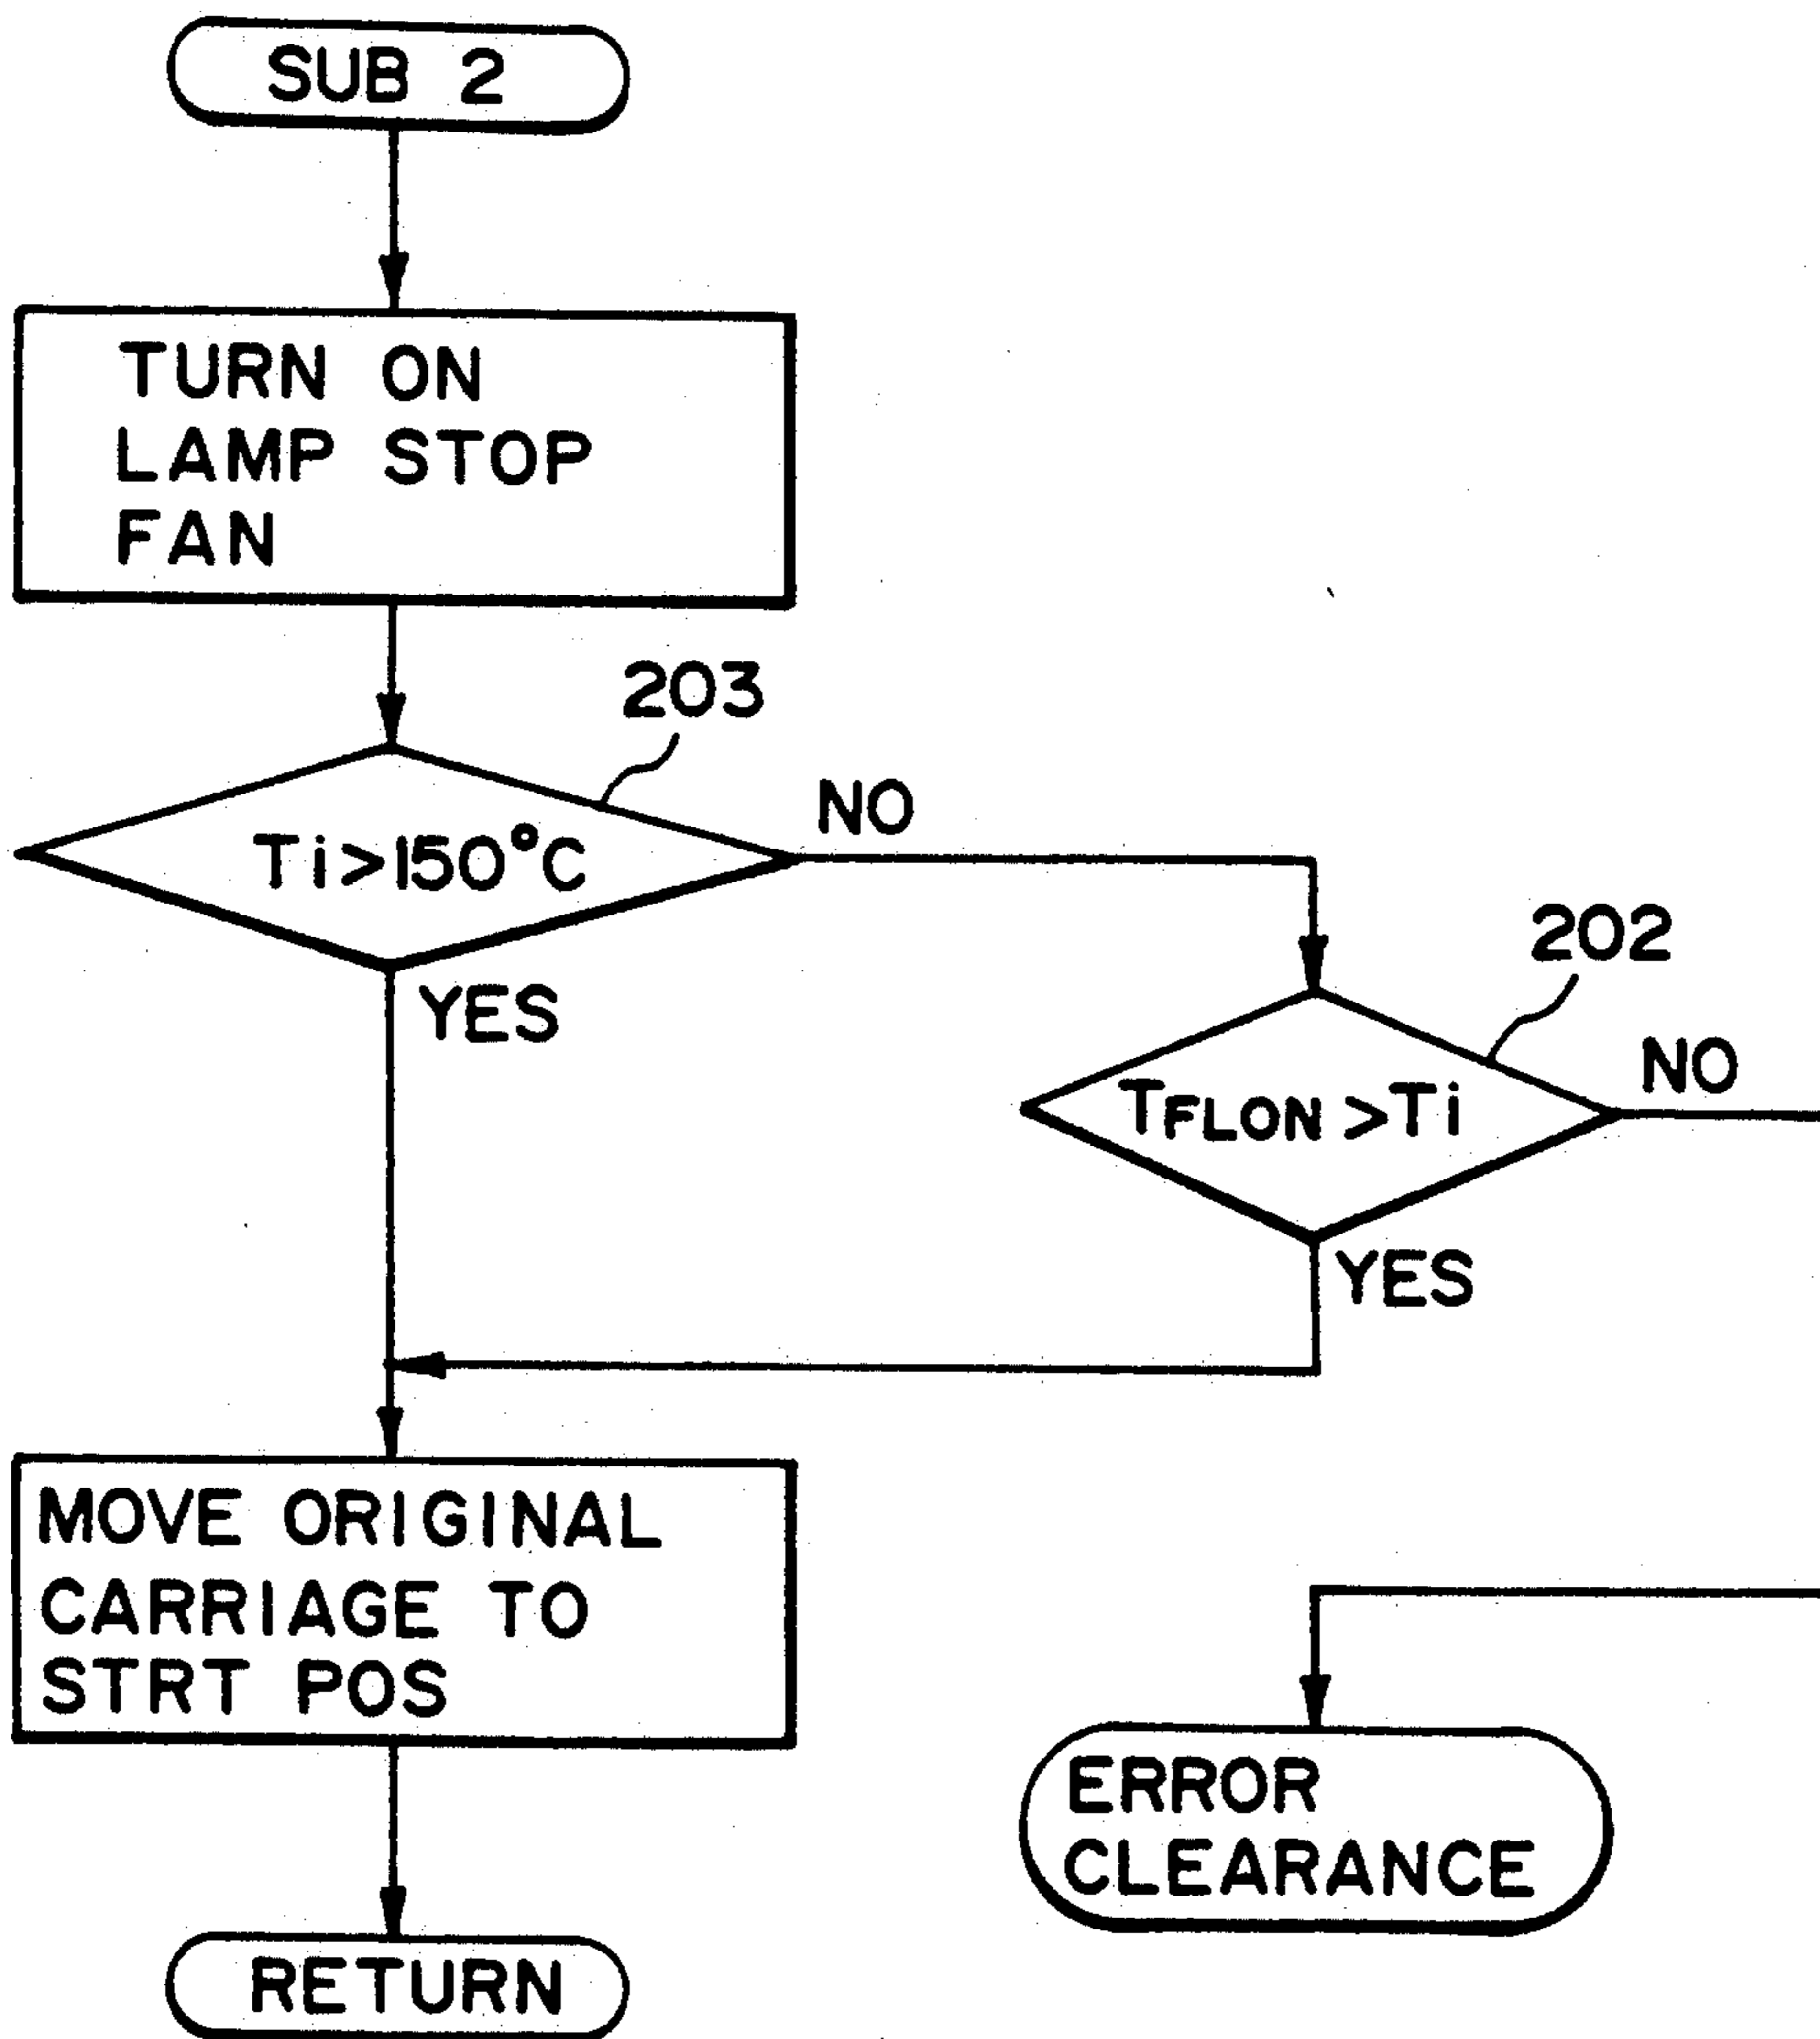 SUB 2
TURN ON
LAMP STOP
FAN
203
Ti>150°C
NO
YES
202
TFLON>Ti
NO
YES
MOVE ORIGINAL
CARRIAGE TO
STRT POS
ERROR
CLEARANCE
RETURN